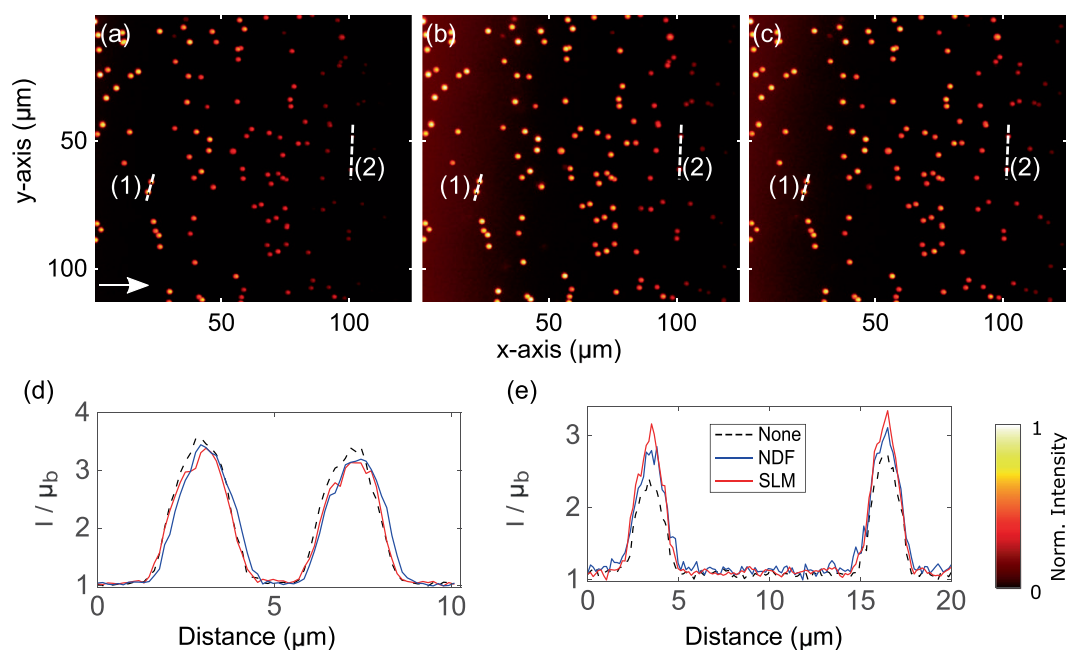 (a) (b) (c)
y-axis (µm)
50
100
(1) (2) (1) (2) (1) (2)
50 100 50 100 50 100
x-axis (µm)
(d)
I / µb
4
3
2
1
0 5 10
Distance (µm)
(e)
I / µb
3
2
1
None
NDF
SLM
0 5 10 15 20
Distance (µm)
1
0
Norm. Intensity